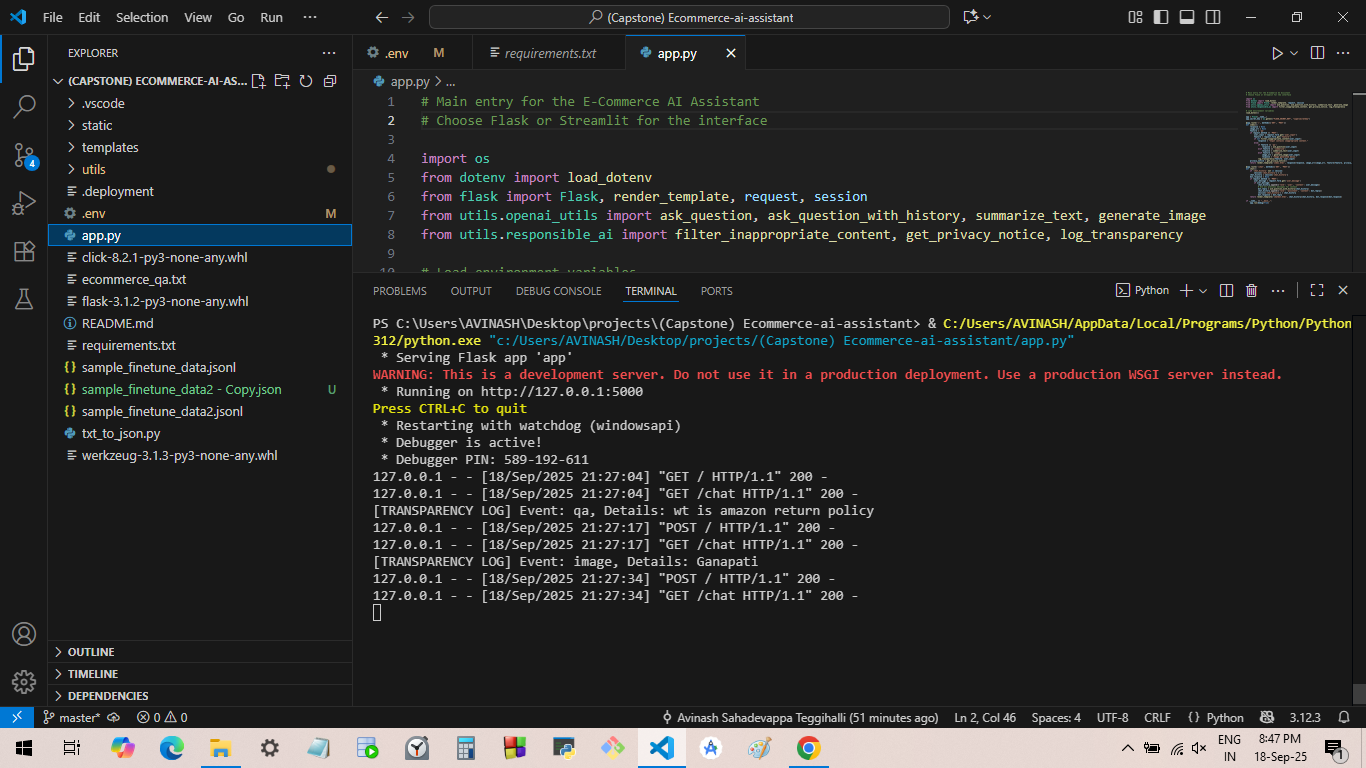 File Edit Selection View Go Run ···
(Capstone) Ecommerce-ai-assistant
EXPLORER
(CAPSTONE) ECOMMERCE-AI-AS...
.vscode
static
templates
utils
.deployment
.env M
app.py
click-8.2.1-py3-none-any.whl
ecommerce_qa.txt
flask-3.1.2-py3-none-any.whl
README.md
requirements.txt
sample_finetune_data.jsonl
sample_finetune_data2 - Copy.json U
sample_finetune_data2.jsonl
txt_to_json.py
werkzeug-3.1.3-py3-none-any.whl
OUTLINE
TIMELINE
DEPENDENCIES
4
.env M requirements.txt app.py
app.py > ...
1 # Main entry for the E-Commerce AI Assistant
2 # Choose Flask or Streamlit for the interface
3
4 import os
5 from dotenv import load_dotenv
6 from flask import Flask, render_template, request, session
7 from utils.openai_utils import ask_question, ask_question_with_history, summarize_text, generate_image
8 from utils.responsible_ai import filter_inappropriate_content, get_privacy_notice, log_transparency
9
10 # Load environment variables
PROBLEMS OUTPUT DEBUG CONSOLE TERMINAL PORTS
Python
PS C:\Users\AVINASH\Desktop\projects\(Capstone) Ecommerce-ai-assistant> & C:/Users/AVINASH/AppData/Local/Programs/Python/Python
312/python.exe "c:/Users/AVINASH/Desktop/projects/(Capstone) Ecommerce-ai-assistant/app.py"
* Serving Flask app 'app'
WARNING: This is a development server. Do not use it in a production deployment. Use a production WSGI server instead.
* Running on http://127.0.0.1:5000
Press CTRL+C to quit
* Restarting with watchdog (windowsapi)
* Debugger is active!
* Debugger PIN: 589-192-611
127.0.0.1 - - [18/Sep/2025 21:27:04] "GET / HTTP/1.1" 200 -
127.0.0.1 - - [18/Sep/2025 21:27:04] "GET /chat HTTP/1.1" 200 -
[TRANSPARENCY LOG] Event: qa, Details: wt is amazon return policy
127.0.0.1 - - [18/Sep/2025 21:27:17] "POST / HTTP/1.1" 200 -
127.0.0.1 - - [18/Sep/2025 21:27:17] "GET /chat HTTP/1.1" 200 -
[TRANSPARENCY LOG] Event: image, Details: Ganapati
127.0.0.1 - - [18/Sep/2025 21:27:34] "POST / HTTP/1.1" 200 -
127.0.0.1 - - [18/Sep/2025 21:27:34] "GET /chat HTTP/1.1" 200 -
master* 0 0 Avinash Sahadevappa Teggihalli (51 minutes ago) Ln 2, Col 46 Spaces: 4 UTF-8 CRLF Python 3.12.3
ENG 8:47 PM
IN 18-Sep-25
1